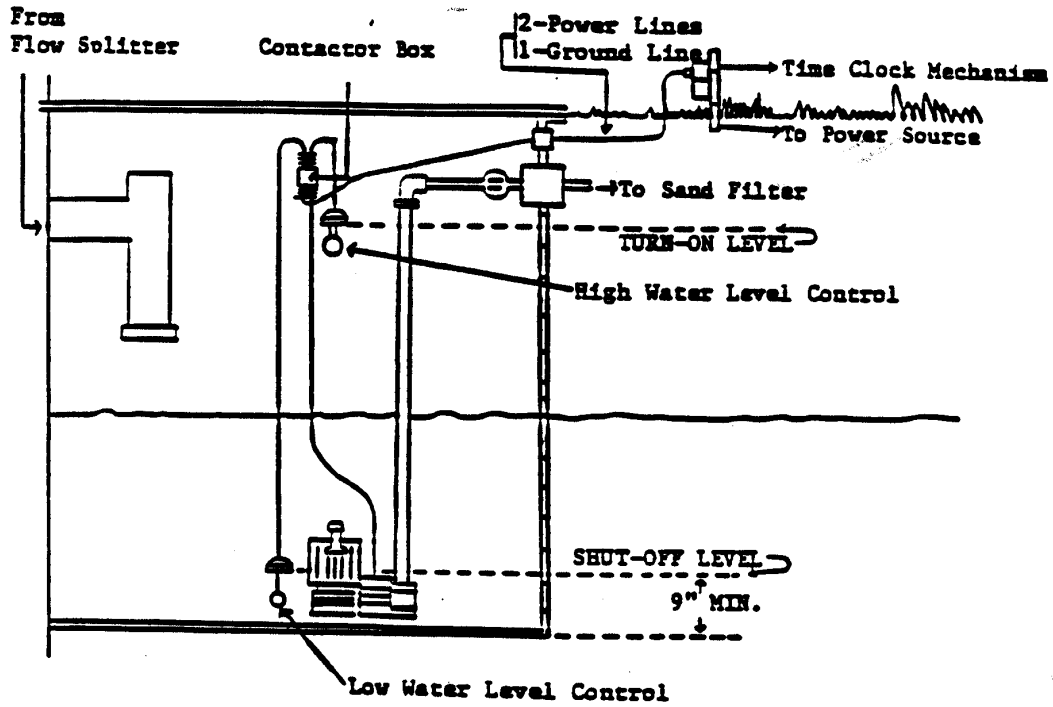 From
Flow Splitter
Contactor Box
2-Power Lines
1-Ground Line
Time Clock Mechanism
To Power Source
To Sand Filter
TURN-ON LEVEL
High Water Level Control
SHUT-OFF LEVEL
9" MIN.
Low Water Level Control